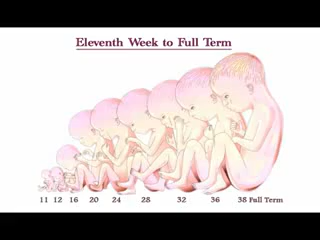 Eleventh Week to Full Term
11 12 16 20 24 28 32 36 38 Full Term